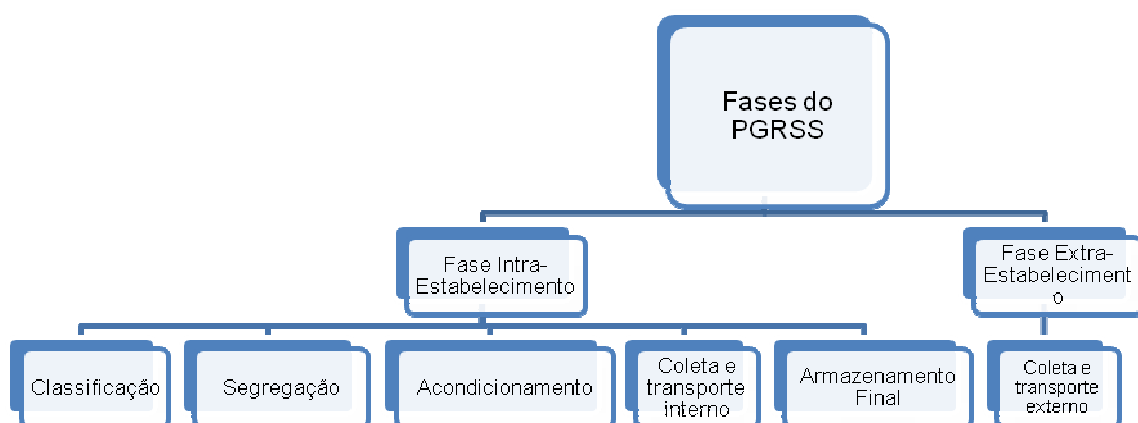 Fases do
PGRSS
Fase Intra-
Estabelecimento
Fase Extra-
Estabeleciment
o
Classificação
Segregação
Acondicionamento
Coleta e
transporte
interno
Armazenamento
Final
Coleta e
transporte
externo